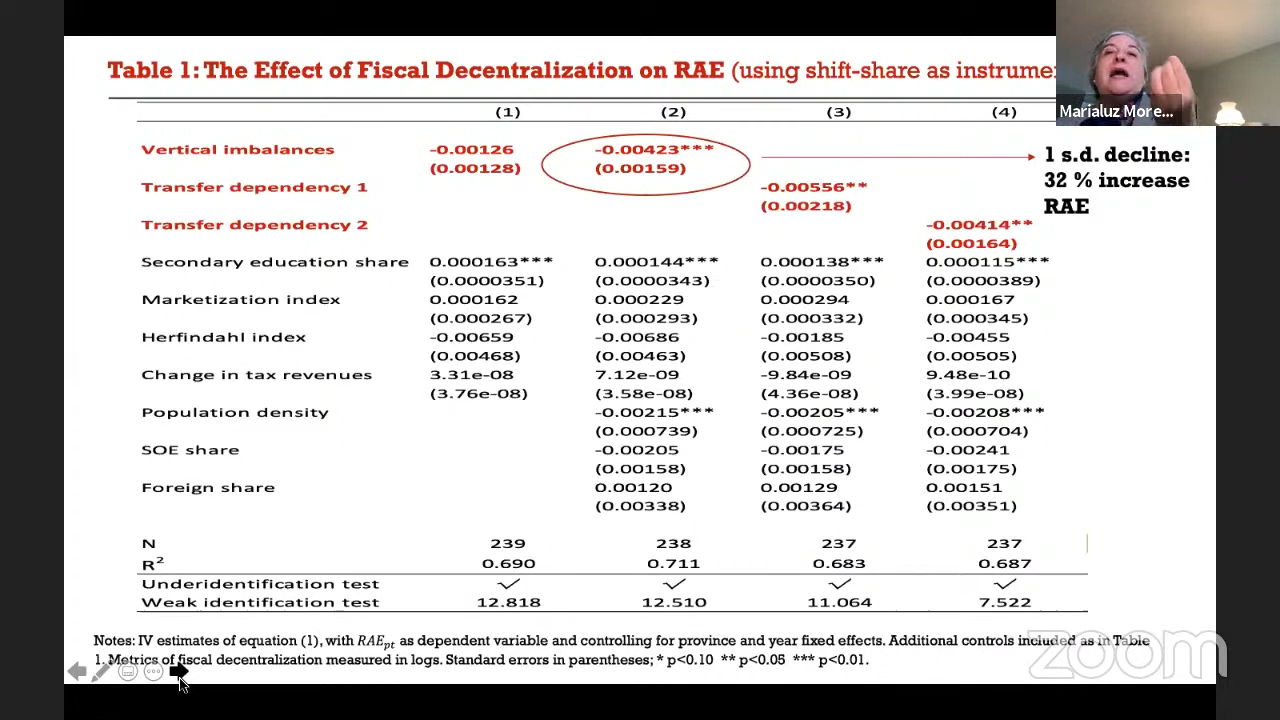 Table 1: The Effect of Fiscal Decentralization on RAE (using shift-share as instrume
Marialuz More...
(1) (2) (3) (4)
Vertical imbalances -0.00126 -0.00423***
(0.00128) (0.00159)
1 s.d. decline:
32 % increase
RAE
Transfer dependency 1 -0.00556**
(0.00218)
Transfer dependency 2 -0.00414**
(0.00164)
Secondary education share 0.000163*** 0.000144*** 0.000138*** 0.000115***
(0.0000351) (0.0000343) (0.0000350) (0.0000389)
Marketization index 0.000162 0.000229 0.000294 0.000167
(0.000267) (0.000293) (0.000332) (0.000345)
Herfindahl index -0.00659 -0.00686 -0.00185 -0.00455
(0.00468) (0.00463) (0.00508) (0.00505)
Change in tax revenues 3.31e-08 7.12e-09 -9.84e-09 9.48e-10
(3.76e-08) (3.58e-08) (4.36e-08) (3.99e-08)
Population density -0.00215*** -0.00205*** -0.00208***
(0.000739) (0.000725) (0.000704)
SOE share -0.00205 -0.00175 -0.00241
(0.00158) (0.00158) (0.00175)
Foreign share 0.00120 0.00129 0.00151
(0.00338) (0.00364) (0.00351)
N 239 238 237 237
R² 0.690 0.711 0.683 0.687
Underidentification test ✓ ✓ ✓ ✓
Weak identification test 12.818 12.510 11.064 7.522
Notes: IV estimates of equation (1), with RAEpt as dependent variable and controlling for province and year fixed effects. Additional controls included as in Table
1. Metrics of fiscal decentralization measured in logs. Standard errors in parentheses; * p<0.10 ** p<0.05 *** p<0.01.
zoom